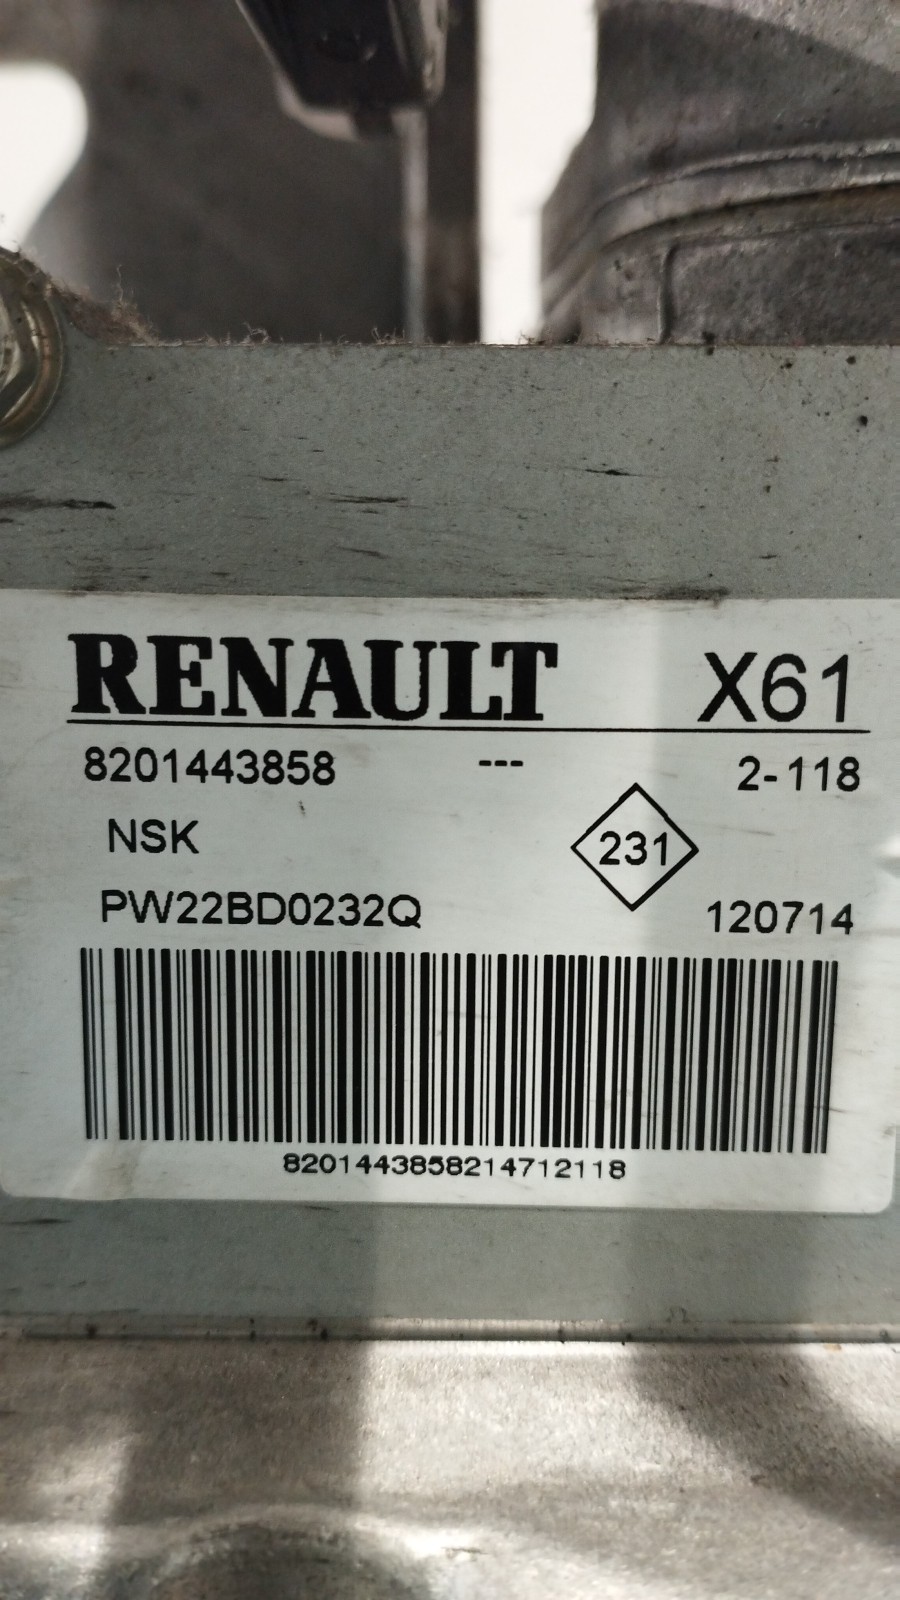 RENAULT X61
8201443858 --- 2-118
NSK 231
PW22BD0232Q 120714
8201443858214712118